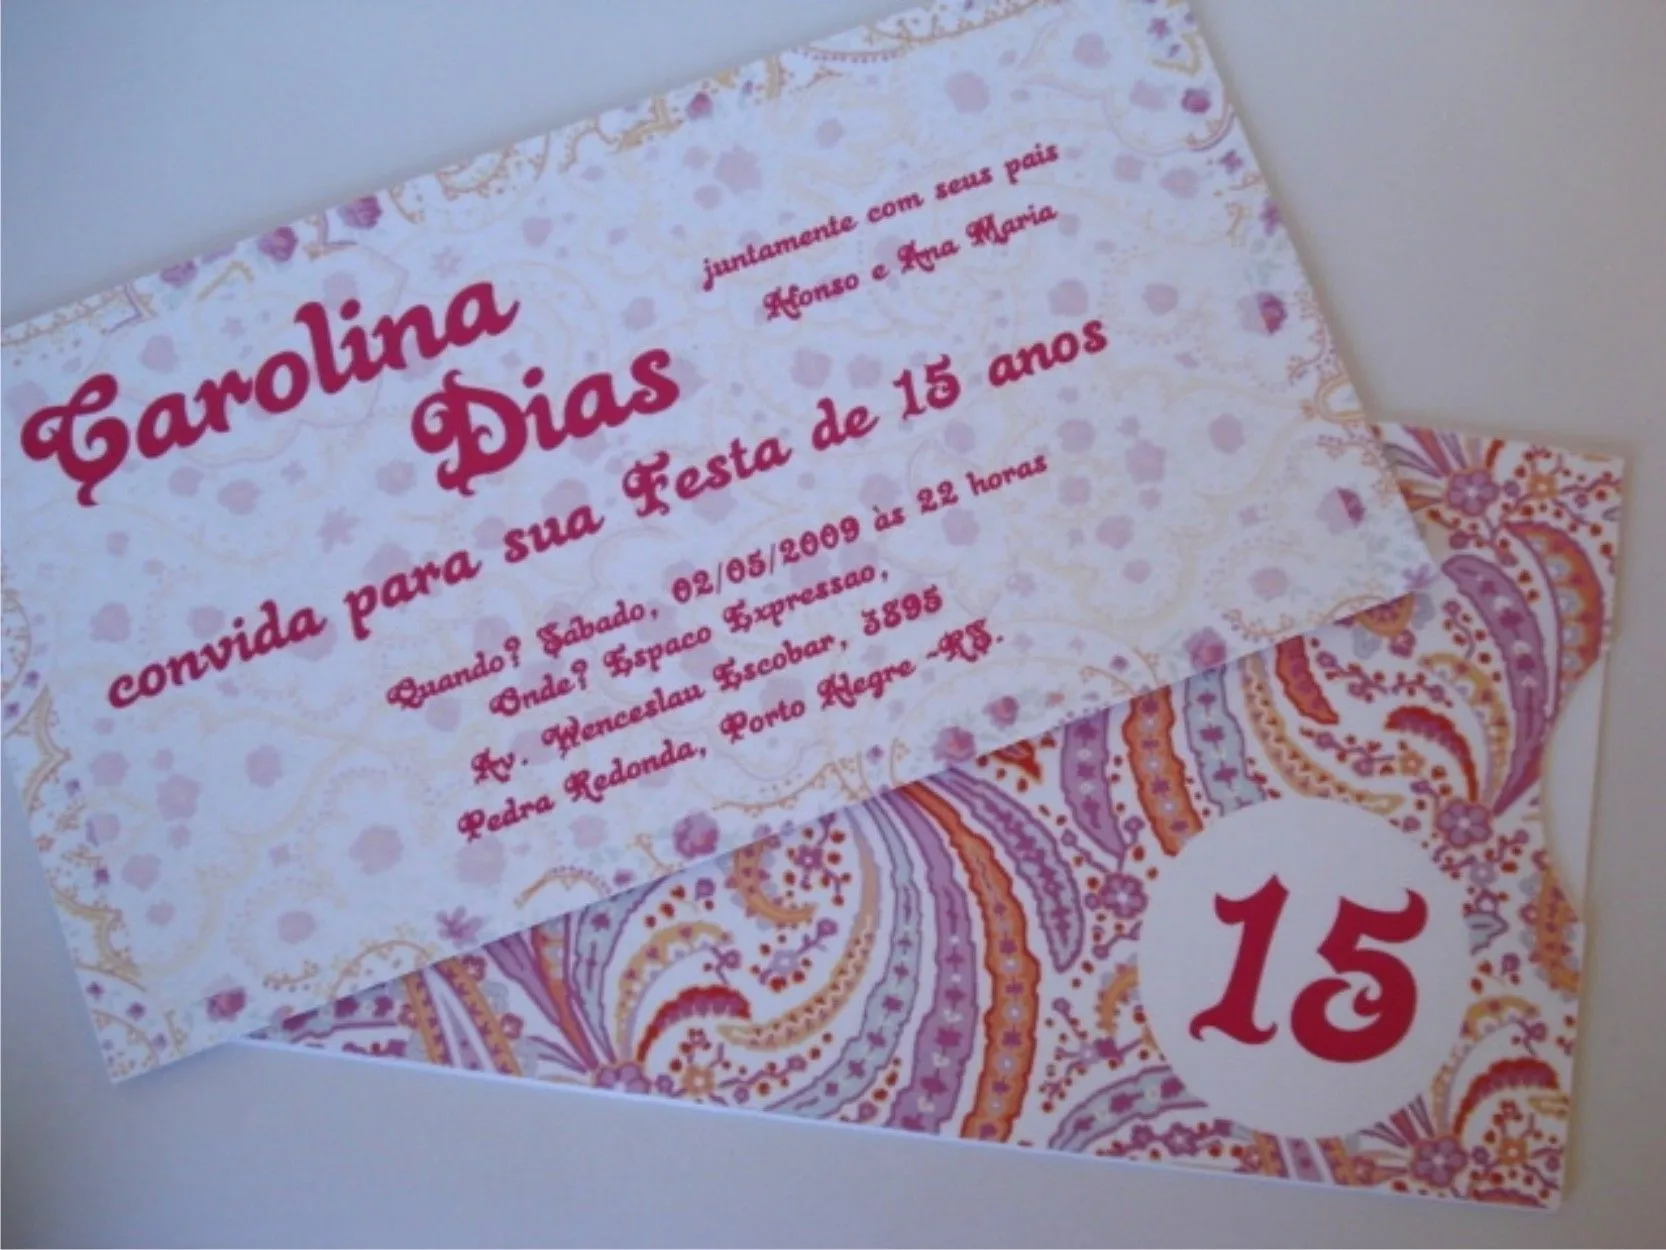 Carolina
Dias
juntamente com seus pais
Afonso e Ana Maria
convida para sua Festa de 15 anos
Quando? Sábado, 02/05/2009 às 22 horas
Onde? Espaco Expressao,
Av. Wenceslau Escobar, 3895
Pedra Redonda, Porto Alegre -RS.
15